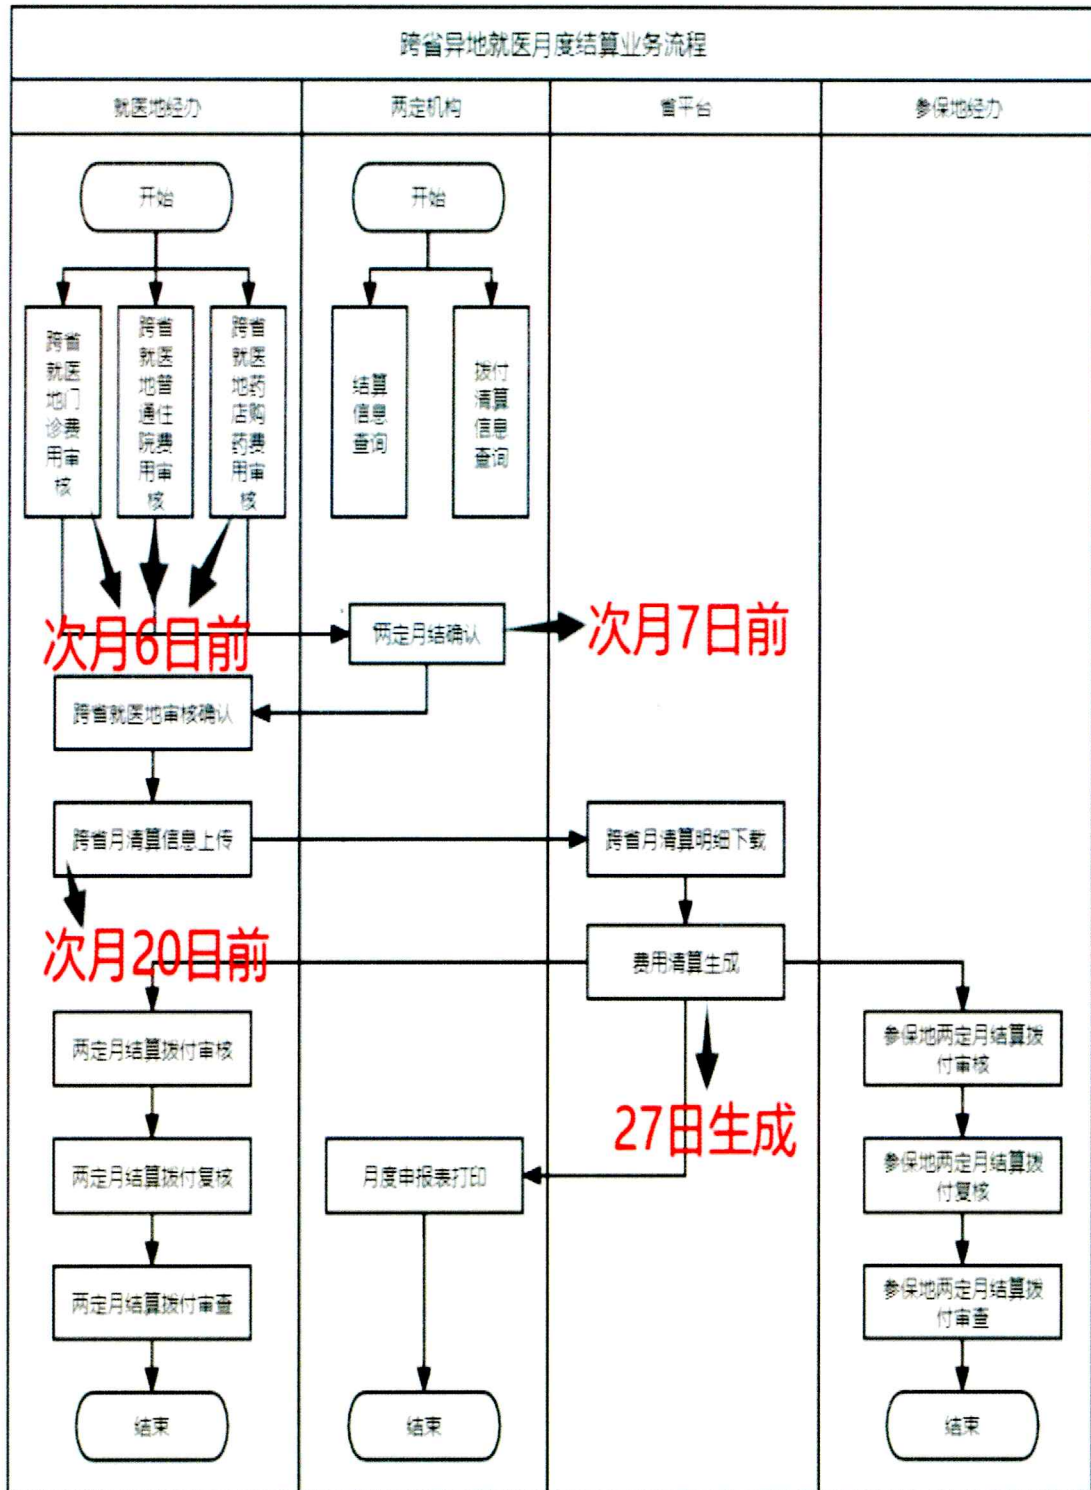 跨省异地就医月度结算业务流程
就医地经办
两定机构
省平台
参保地经办
开始
开始
跨省
就医
地门
诊费
用审
核
跨省
就医
地普
通住
院费
用审
核
跨省
就医
地药
店购
药费
用审
核
结算
信息
查询
拨付
清算
信息
查询
次月6日前
两定月结确认
次月7日前
跨省就医地审核确认
跨省月清算信息上传
跨省月清算明细下载
次月20日前
费用清算生成
两定月结算拨付审核
参保地两定月结算拨
付审核
27日生成
两定月结算拨付复核
月度申报表打印
参保地两定月结算拨
付复核
两定月结算拨付审查
参保地两定月结算拨
付审查
结束
结束
结束